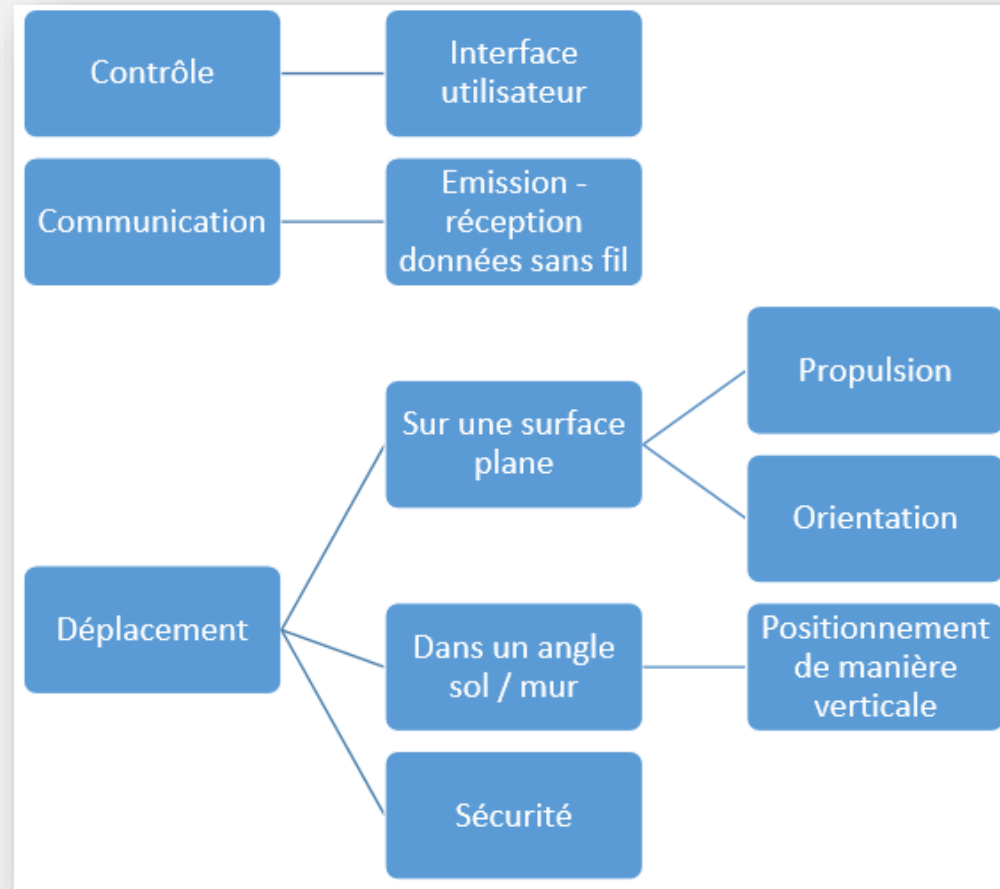 Contrôle
Interface
utilisateur
Communication
Emission -
réception
données sans fil
Déplacement
Sur une surface
plane
Propulsion
Orientation
Dans un angle
sol / mur
Positionnement
de manière
verticale
Sécurité